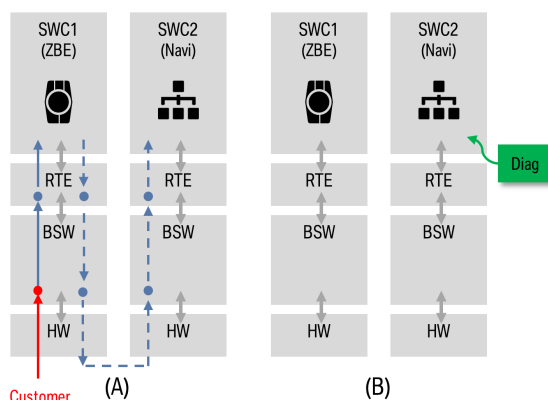 SWC1
(ZBE)
SWC2
(Navi)
RTE
RTE
BSW
BSW
HW
HW
Customer
(A)
SWC1
(ZBE)
SWC2
(Navi)
Diag
RTE
RTE
BSW
BSW
HW
HW
(B)